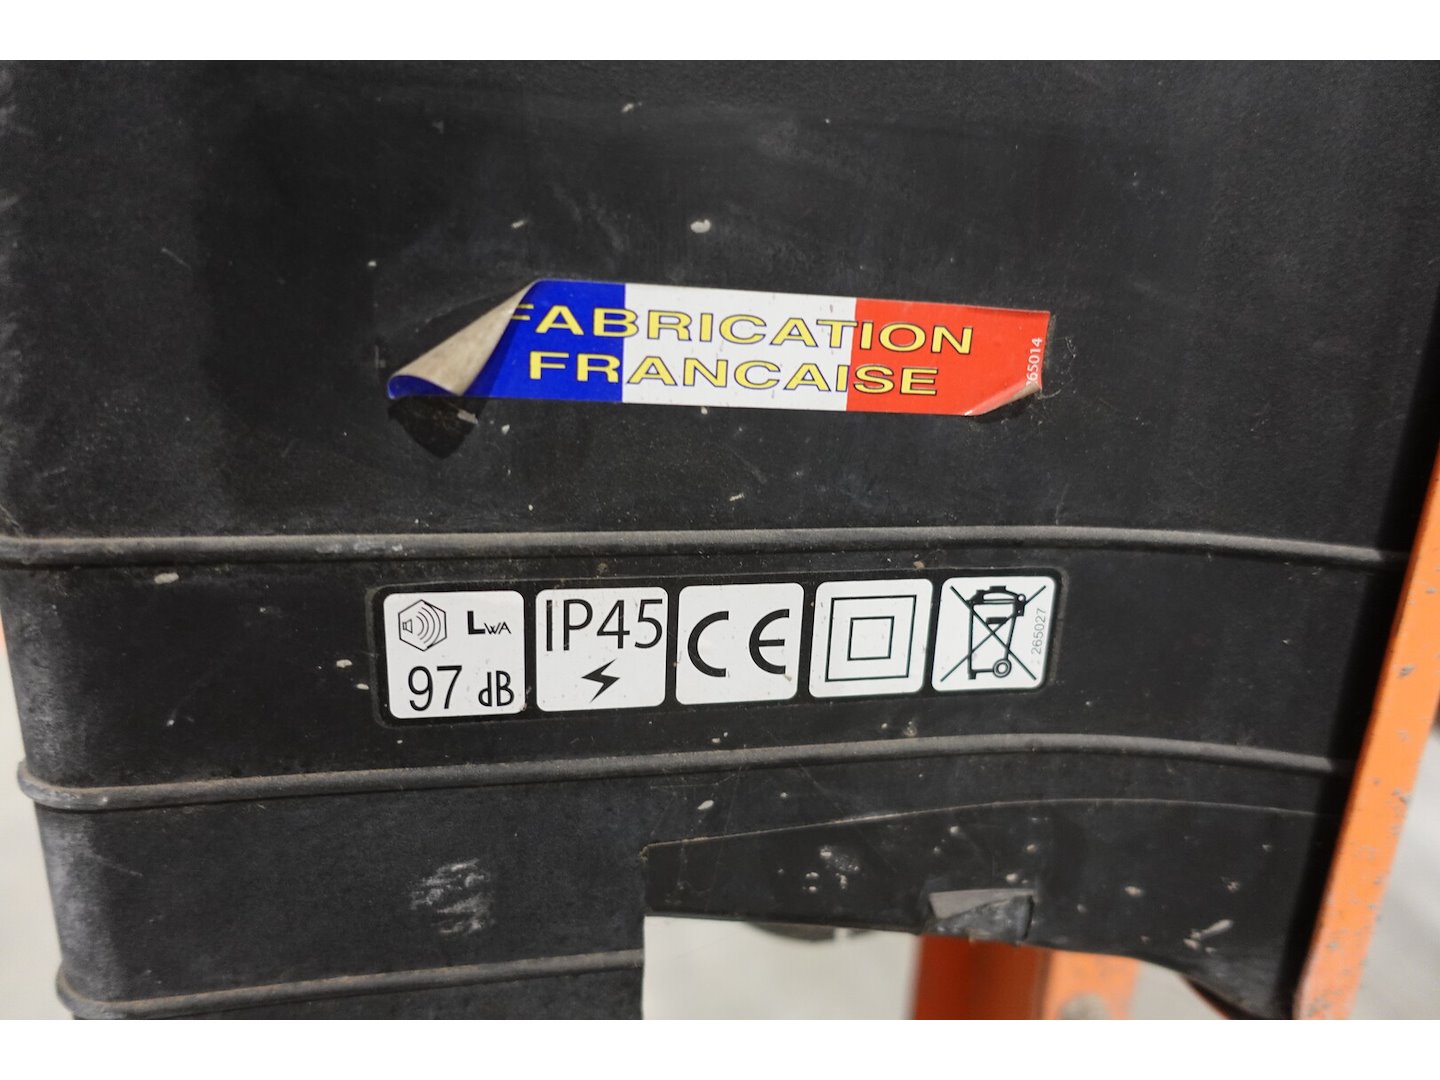 FABRICATION
FRANCAISE
265014
LWA
97 dB
IP45
CE
265027